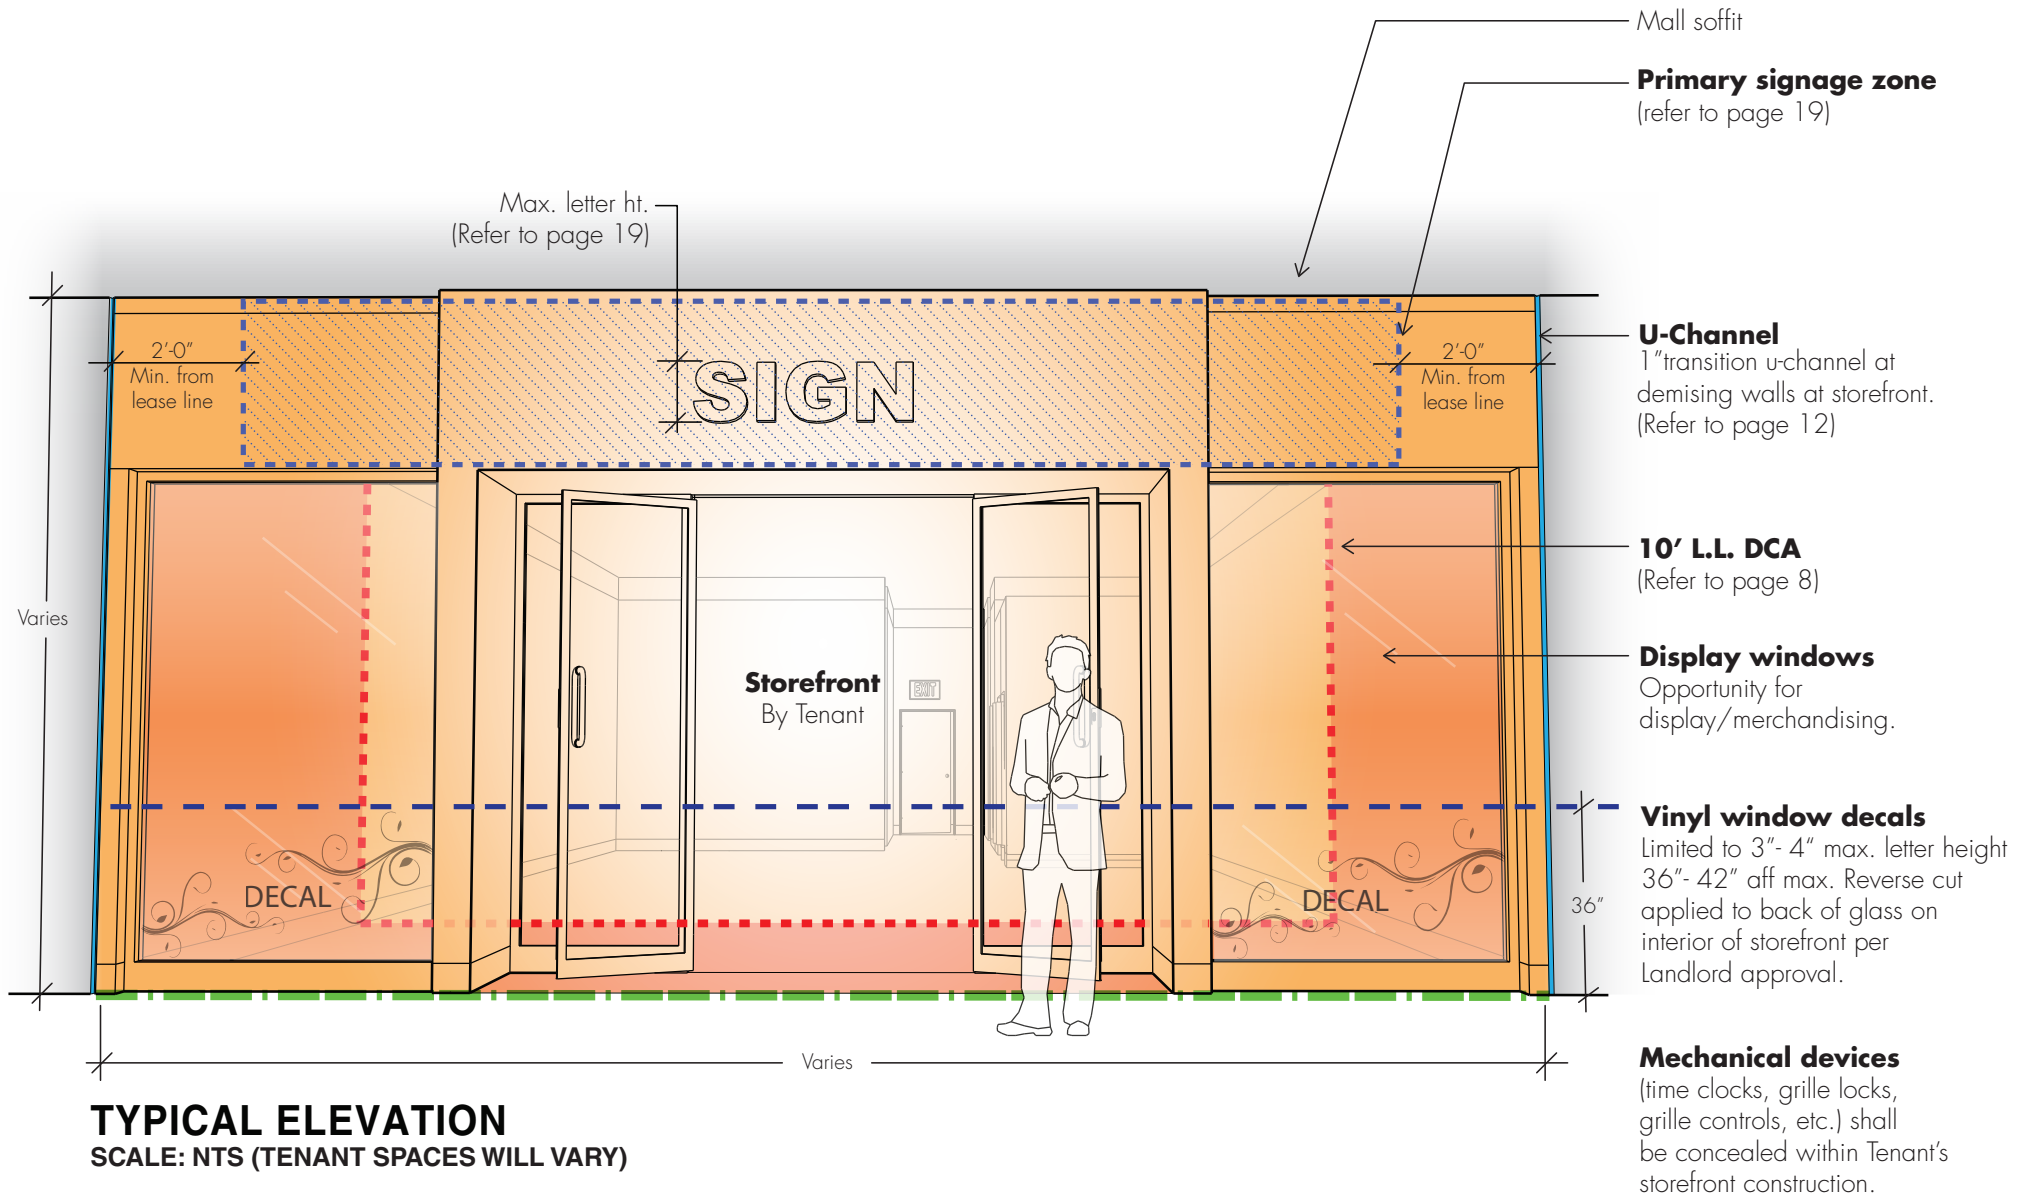 Mall soffit
Primary signage zone
(refer to page 19)
Max. letter ht.
(Refer to page 19)
2'-0"
Min. from
lease line
SIGN
2'-0"
Min. from
lease line
U-Channel
1"transition u-channel at
demising walls at storefront.
(Refer to page 12)
10' L.L. DCA
(Refer to page 8)
Varies
Storefront
By Tenant
EXIT
Display windows
Opportunity for
display/merchandising.
Vinyl window decals
Limited to 3"- 4" max. letter height
36"- 42" aff max. Reverse cut
applied to back of glass on
interior of storefront per
Landlord approval.
DECAL
DECAL
36"
Varies
Mechanical devices
(time clocks, grille locks,
grille controls, etc.) shall
be concealed within Tenant's
storefront construction.
TYPICAL ELEVATION
SCALE: NTS (TENANT SPACES WILL VARY)